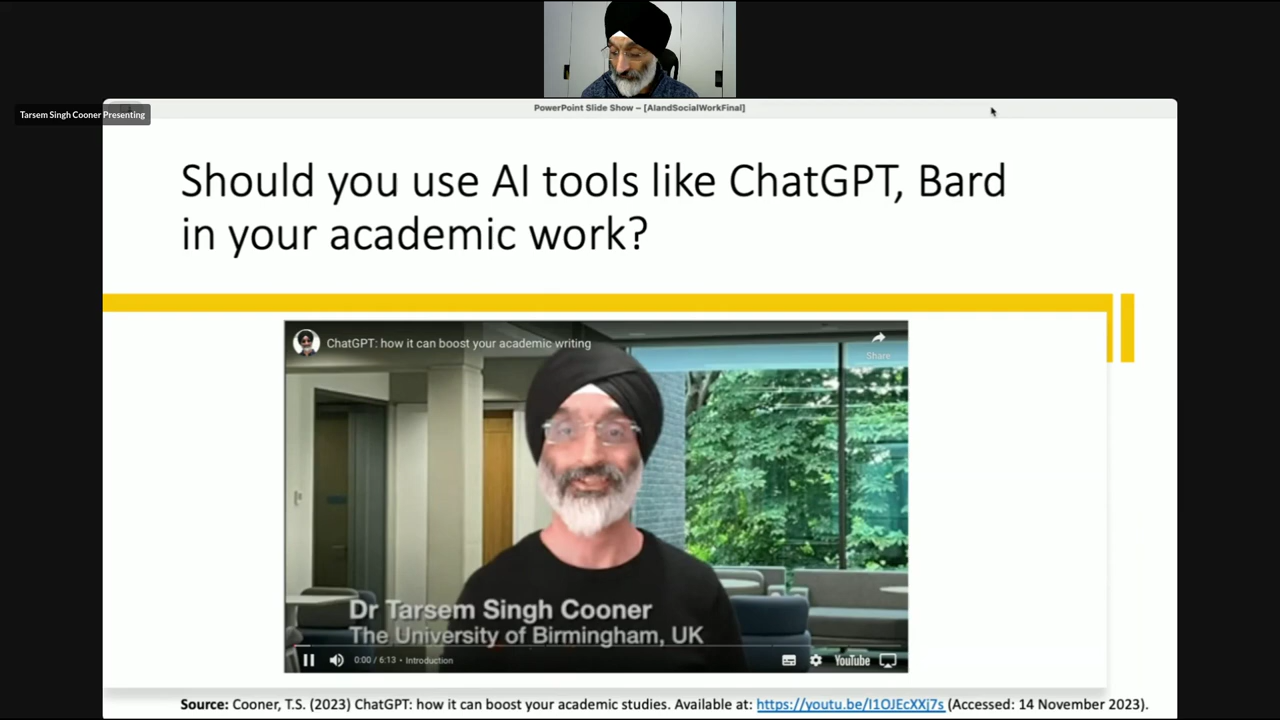 Tarsem Singh Cooner Presenting
PowerPoint Slide Show – [AIandSocialWorkFinal]
Should you use AI tools like ChatGPT, Bard
in your academic work?
ChatGPT: how it can boost your academic writing
Share
Dr Tarsem Singh Cooner
The University of Birmingham, UK
0:00 / 6:13 • Introduction
YouTube
Source: Cooner, T.S. (2023) ChatGPT: how it can boost your academic studies. Available at: https://youtu.be/I1OJEcXXj7s (Accessed: 14 November 2023).